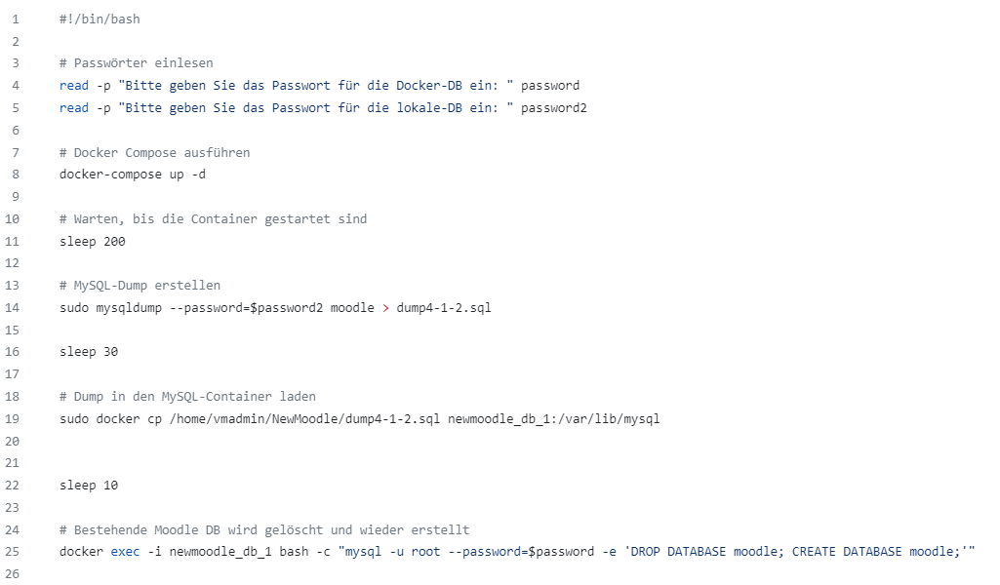 1 #!/bin/bash
2
3 # Passwörter einlesen
4 read -p "Bitte geben Sie das Passwort für die Docker-DB ein: " password
5 read -p "Bitte geben Sie das Passwort für die lokale-DB ein: " password2
6
7 # Docker Compose ausführen
8 docker-compose up -d
9
10 # Warten, bis die Container gestartet sind
11 sleep 200
12
13 # MySQL-Dump erstellen
14 sudo mysqldump --password=$password2 moodle > dump4-1-2.sql
15
16 sleep 30
17
18 # Dump in den MySQL-Container laden
19 sudo docker cp /home/vmadmin/NewMoodle/dump4-1-2.sql newmoodle_db_1:/var/lib/mysql
20
21
22 sleep 10
23
24 # Bestehende Moodle DB wird gelöscht und wieder erstellt
25 docker exec -i newmoodle_db_1 bash -c "mysql -u root --password=$password -e 'DROP DATABASE moodle; CREATE DATABASE moodle;'"
26